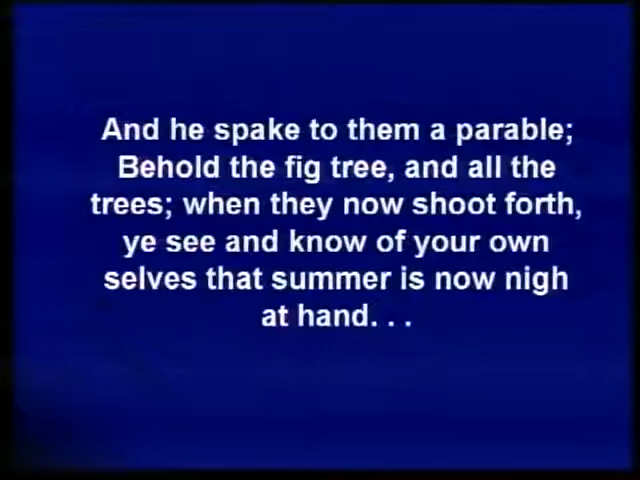 And he spake to them a parable;
Behold the fig tree, and all the
trees; when they now shoot forth,
ye see and know of your own
selves that summer is now nigh
at hand. . .